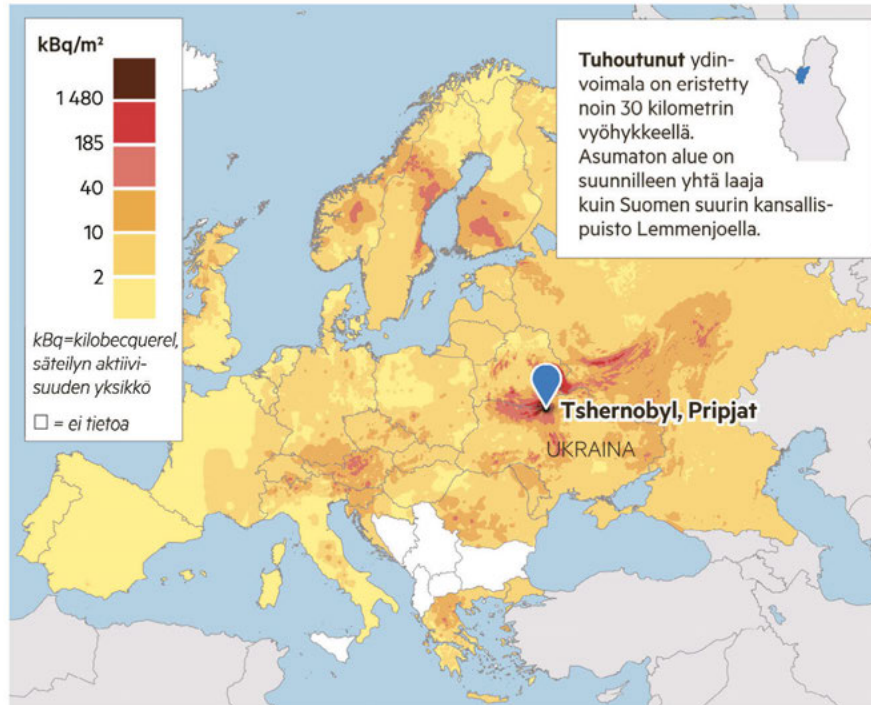 kBq/m²
1 480
185
40
10
2
kBq=kilobecquerel,
säteilyn aktiivi-
suuden yksikkö
☐ = ei tietoa
Tuhoutunut ydin-
voimala on eristetty
noin 30 kilometrin
vyöhykkeellä.
Asumaton alue on
suunnilleen yhtä laaja
kuin Suomen suurin kansallis-
puisto Lemmenjoella.
Tshernobyl, Pripjat
UKRAINA